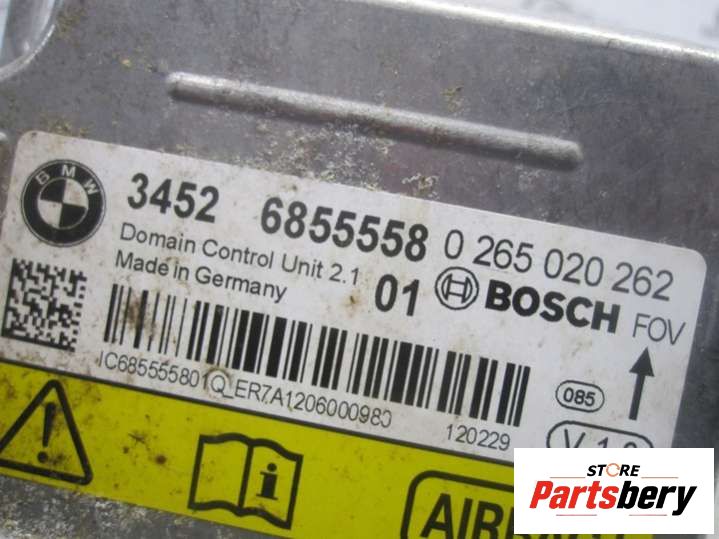 BMW
3452 6855558 0 265 020 262
Domain Control Unit 2.1
Made in Germany
01 BOSCH FOV
IC685555801Q_ER7A1206000980
120229
085
STORE
Partsbery